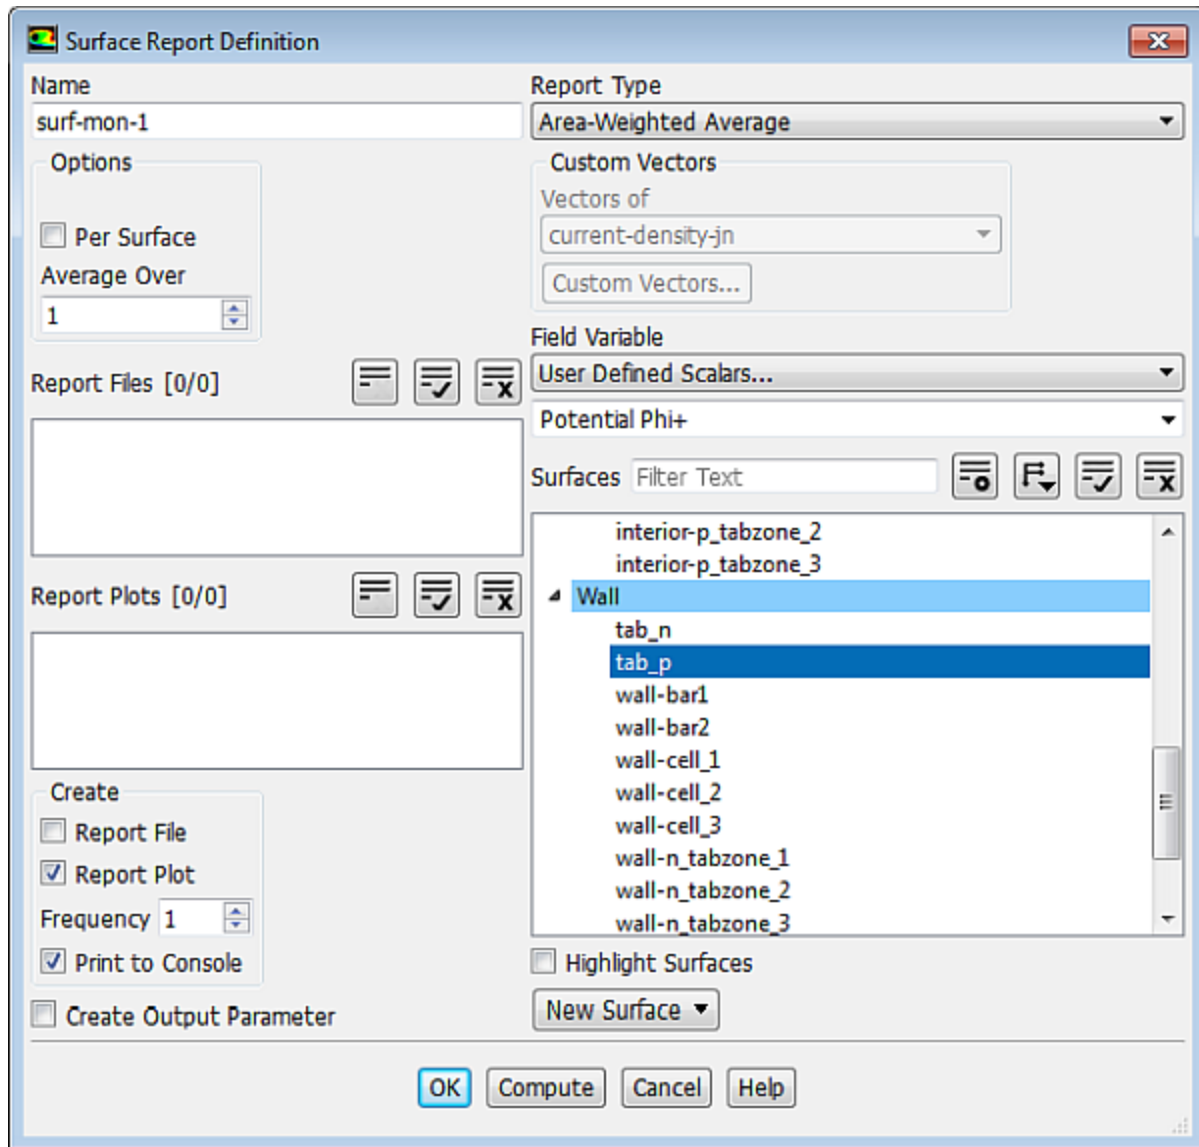 Surface Report Definition
Name
surf-mon-1
Options
Per Surface
Average Over
1
Report Files [0/0]
Report Plots [0/0]
Create
Report File
Report Plot
Frequency 1
Print to Console
Create Output Parameter
Report Type
Area-Weighted Average
Custom Vectors
Vectors of
current-density-jn
Custom Vectors...
Field Variable
User Defined Scalars...
Potential Phi+
Surfaces Filter Text
interior-p_tabzone_2
interior-p_tabzone_3
Wall
tab_n
tab_p
wall-bar1
wall-bar2
wall-cell_1
wall-cell_2
wall-cell_3
wall-n_tabzone_1
wall-n_tabzone_2
wall-n_tabzone_3
Highlight Surfaces
New Surface
OK Compute Cancel Help